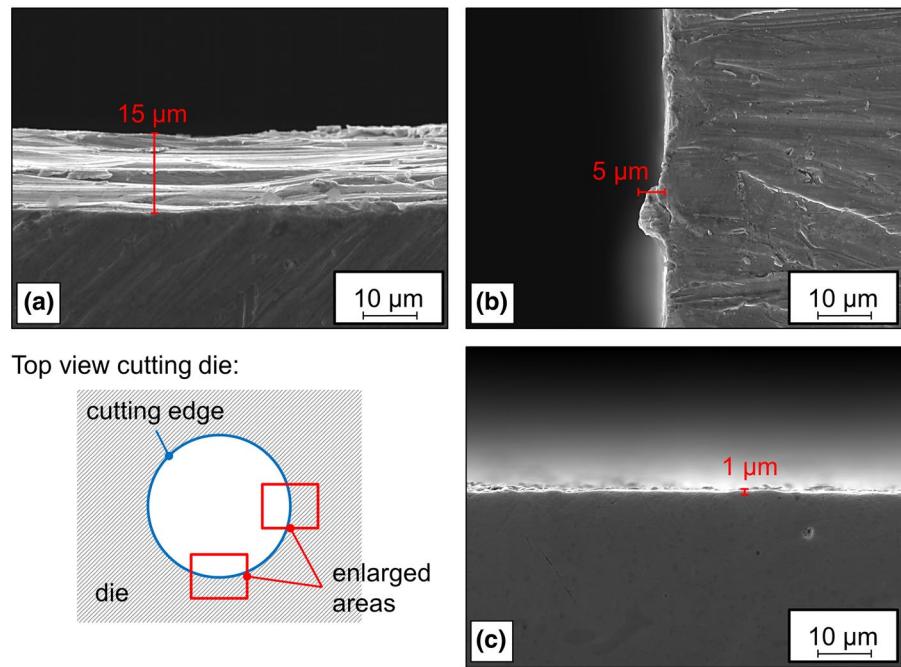 15 µm
(a)
10 µm
5 µm
(b)
10 µm
Top view cutting die:
cutting edge
die
enlarged
areas
1 µm
(c)
10 µm